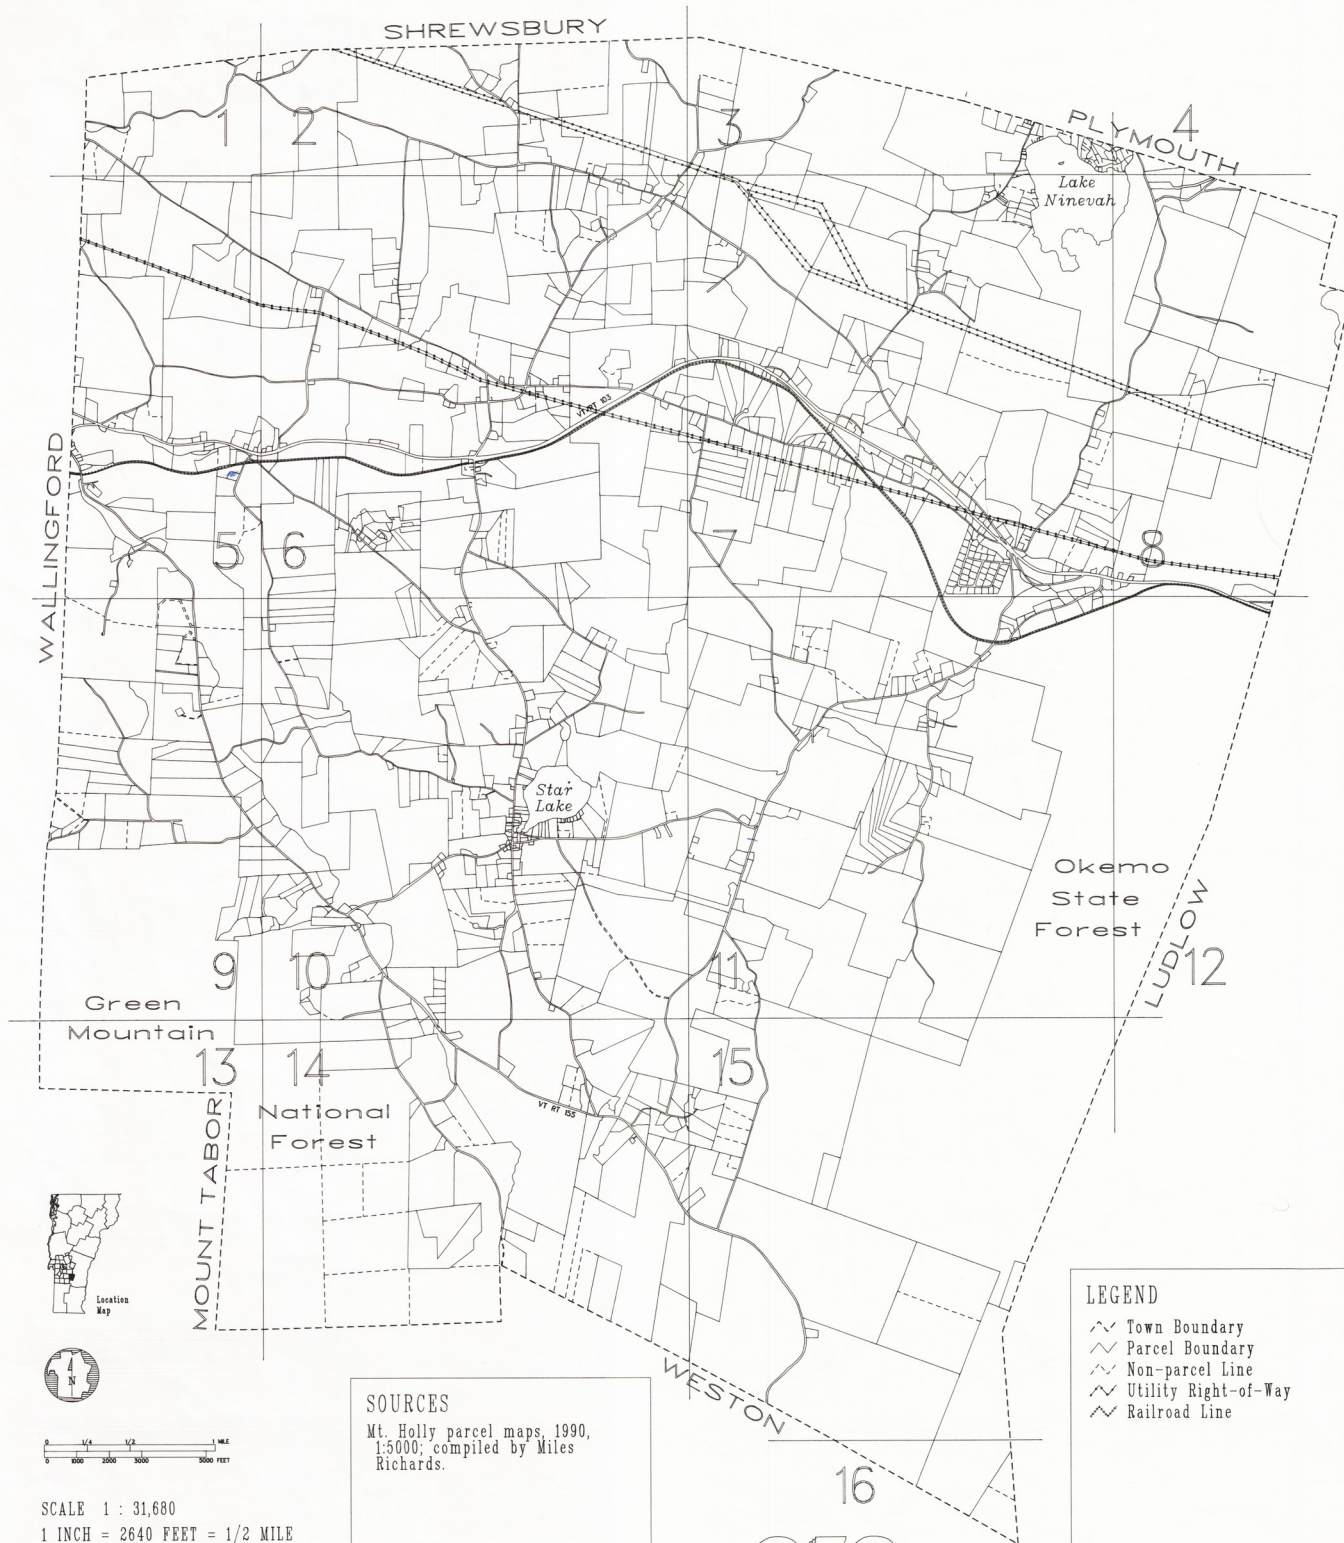 SHREWSBURY
PLYMOUTH
1
2
3
4
Lake
Ninevah
VT RT 103
WALLINGFORD
5
6
7
8
Star
Lake
Okemo
State
Forest
LUDLOW
9
10
11
12
Green
Mountain
13
14
15
National
Forest
VT RT 155
MOUNT TABOR
Location
Map
N
WESTON
LEGEND
Town Boundary
Parcel Boundary
Non-parcel Line
Utility Right-of-Way
Railroad Line
SOURCES
Mt. Holly parcel maps, 1990,
1:5000; compiled by Miles
Richards.
0 1/4 1/2 1 MILE
0 1000 2000 3000 5000 FEET
16
SCALE 1 : 31,680
1 INCH = 2640 FEET = 1/2 MILE